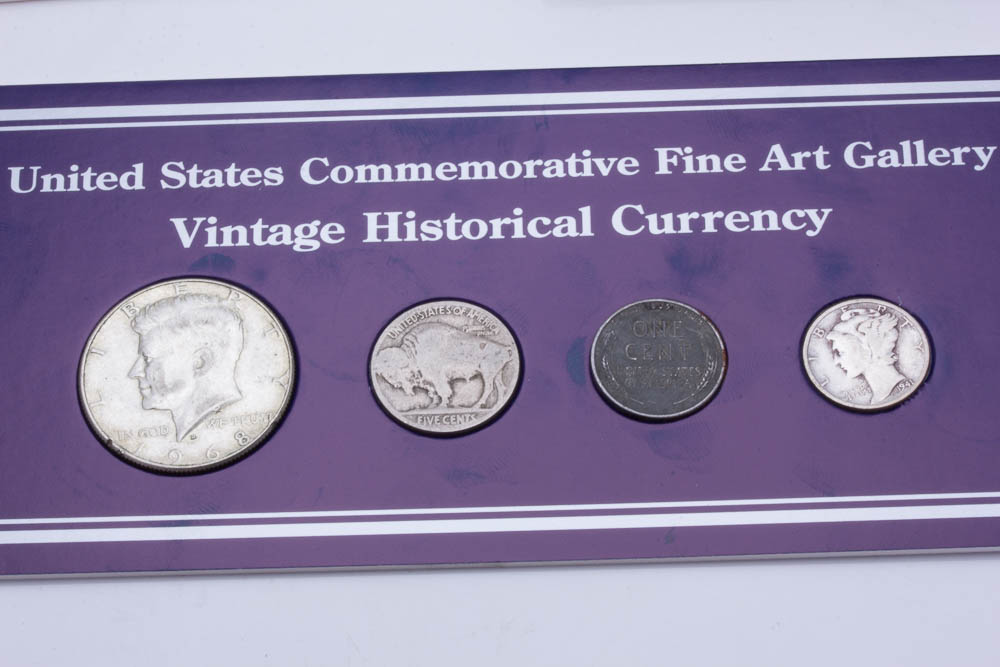 United States Commemorative Fine Art Gallery
Vintage Historical Currency
LIBERTY
IN GOD WE TRUST
D
1968
UNITED STATES OF AMERICA
FIVE CENTS
ONE
CENT
UNITED STATES
OF AMERICA
LIBERTY
1941